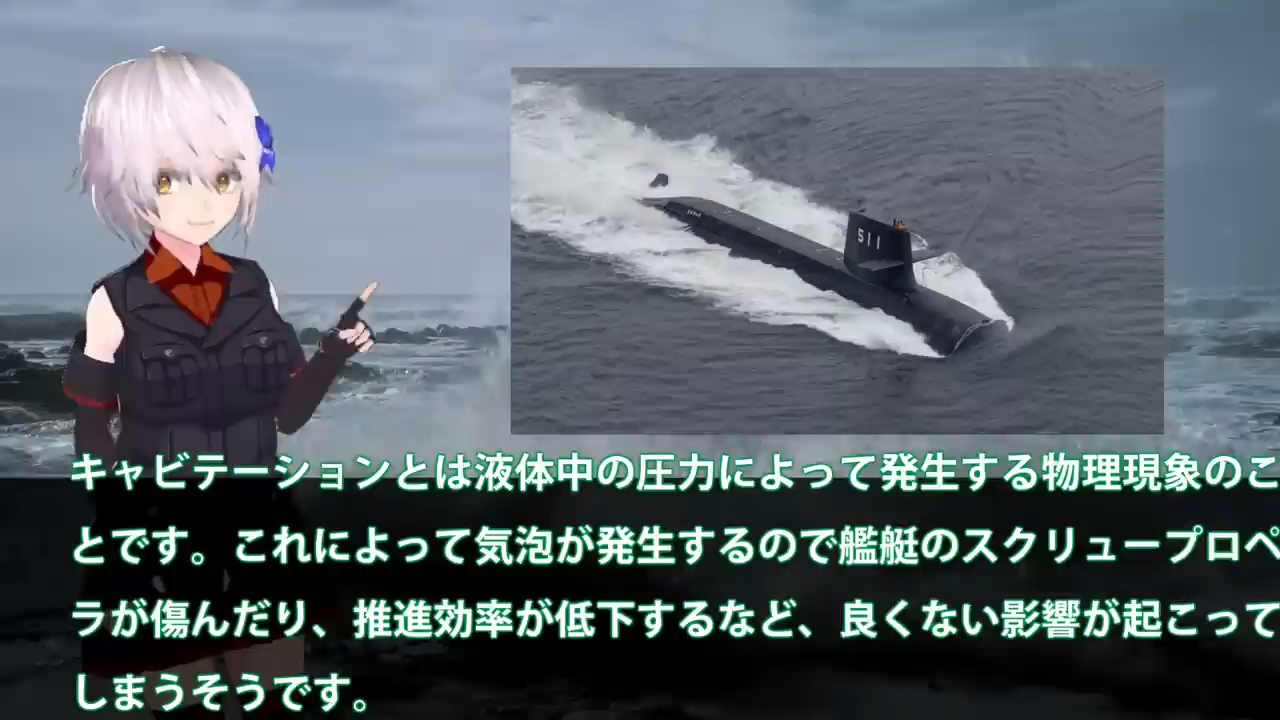 511
キャビテーションとは液体中の圧力によって発生する物理現象のこ
とです。これによって気泡が発生するので艦艇のスクリュープロペ
ラが傷んだり、推進効率が低下するなど、良くない影響が起こって
しまうそうです。